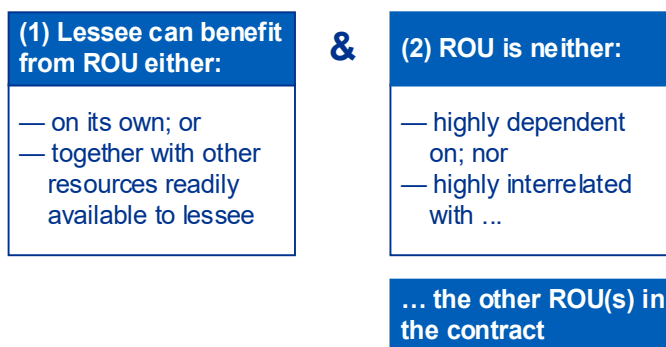 (1) Lessee can benefit
from ROU either:
— on its own; or
— together with other
resources readily
available to lessee
&
(2) ROU is neither:
— highly dependent
on; nor
— highly interrelated
with ...
… the other ROU(s) in
the contract